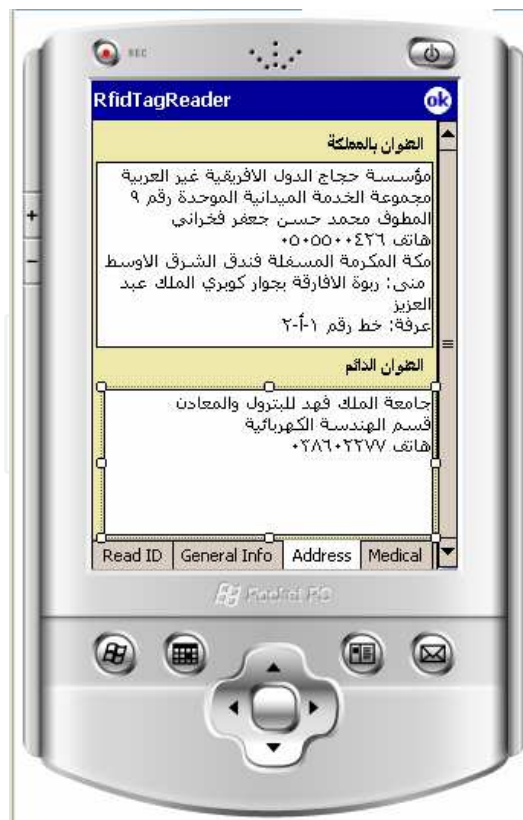 REC
RfidTagReader ok
العنوان بالمملكة
مؤسسة حجاج الدول الافريقية غير العربية
مجموعة الخدمة الميدانية الموحدة رقم ٩
المطوف محمد حسن جعفر فخراني
هاتف ٠٥٠٥٥٠٠٤٢٦
مكة المكرمة المسفلة فندق الشرق الاوسط
منى: ربوة الافارقة بجوار كوبري الملك عبد
العزيز
عرفة: خط رقم ١-أ-٢
العنوان الدائم
جامعة الملك فهد للبترول والمعادن
قسم الهندسة الكهربائية
هاتف ٠٣٨٦٠٢٢٧٧
Read ID General Info Address Medical
Pocket PC